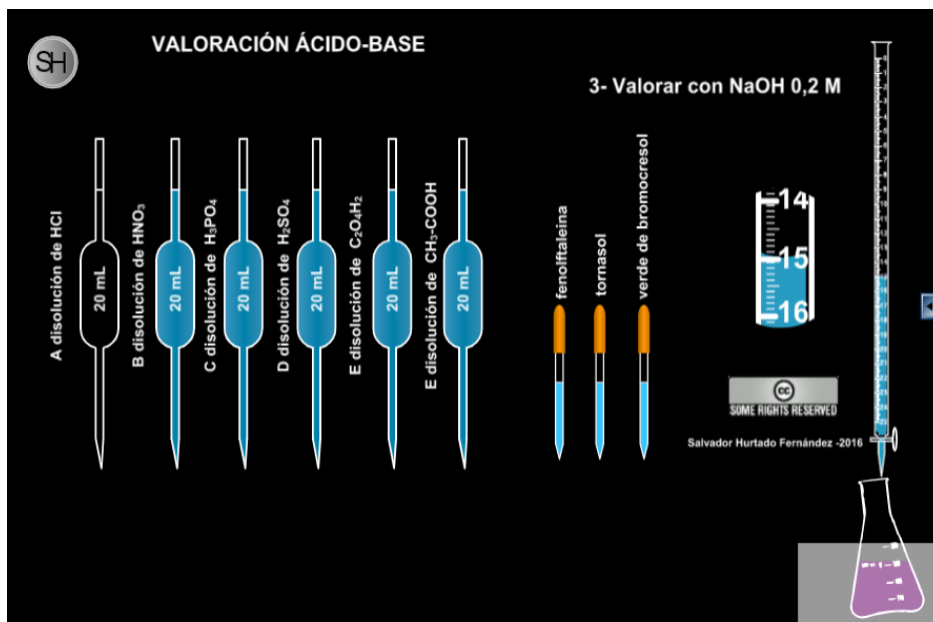 SH
VALORACIÓN ÁCIDO-BASE
3- Valorar con NaOH 0,2 M
A disolución de HCl
20 mL
B disolución de HNO₃
20 mL
C disolución de H₃PO₄
20 mL
D disolución de H₂SO₄
20 mL
E disolución de C₂O₄H₂
20 mL
E disolución de CH₃-COOH
20 mL
fenolliftaleina
tornasol
verde de bromocresol
14
15
16
cc
SOME RIGHTS RESERVED
Salvador Hurtado Fernández -2016